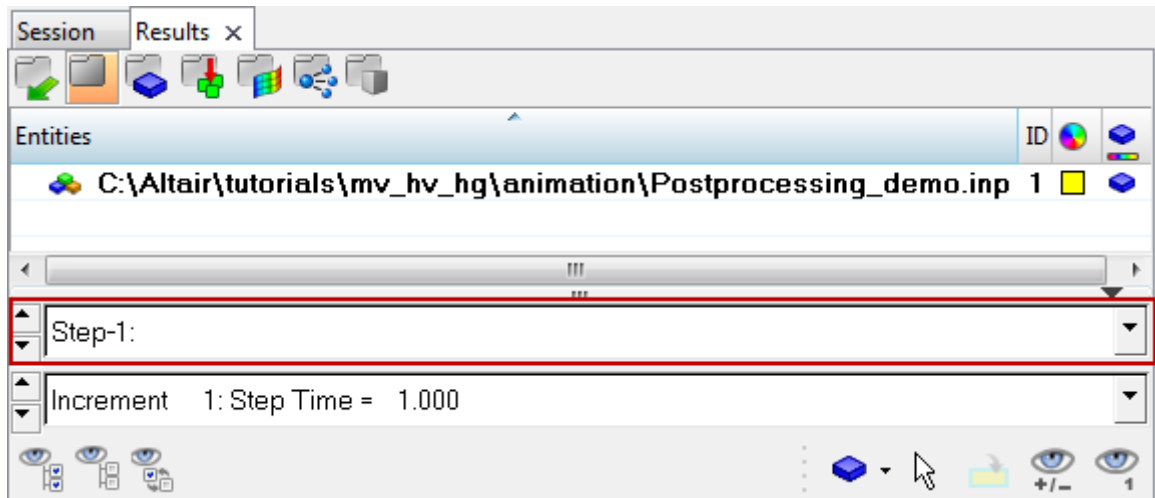 Session Results
Entities ID
C:\Altair\tutorials\mv_hv_hg\animation\Postprocessing_demo.inp 1
Step-1:
Increment 1: Step Time = 1.000
+/- 1